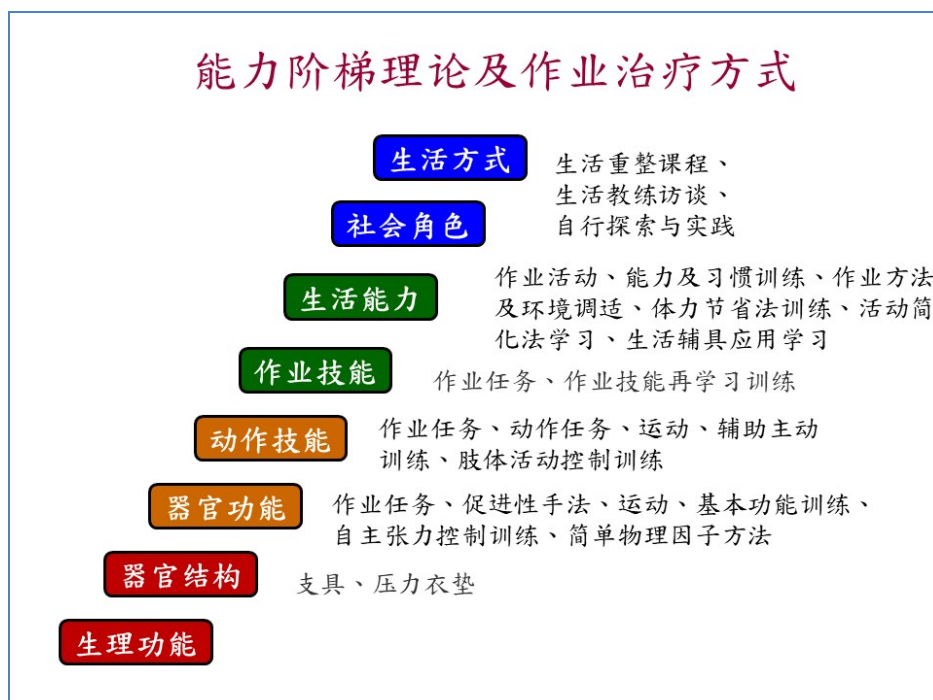 能力阶梯理论及作业治疗方式
生活方式
生活重整课程、
生活教练访谈、
自行探索与实践
社会角色
生活能力
作业活动、能力及习惯训练、作业方法
及环境调适、体力节省法训练、活动简
化法学习、生活辅具应用学习
作业技能
作业任务、作业技能再学习训练
动作技能
作业任务、动作任务、运动、辅助主动
训练、肢体活动控制训练
器官功能
作业任务、促进性手法、运动、基本功能训练、
自主张力控制训练、简单物理因子方法
器官结构
支具、压力衣垫
生理功能